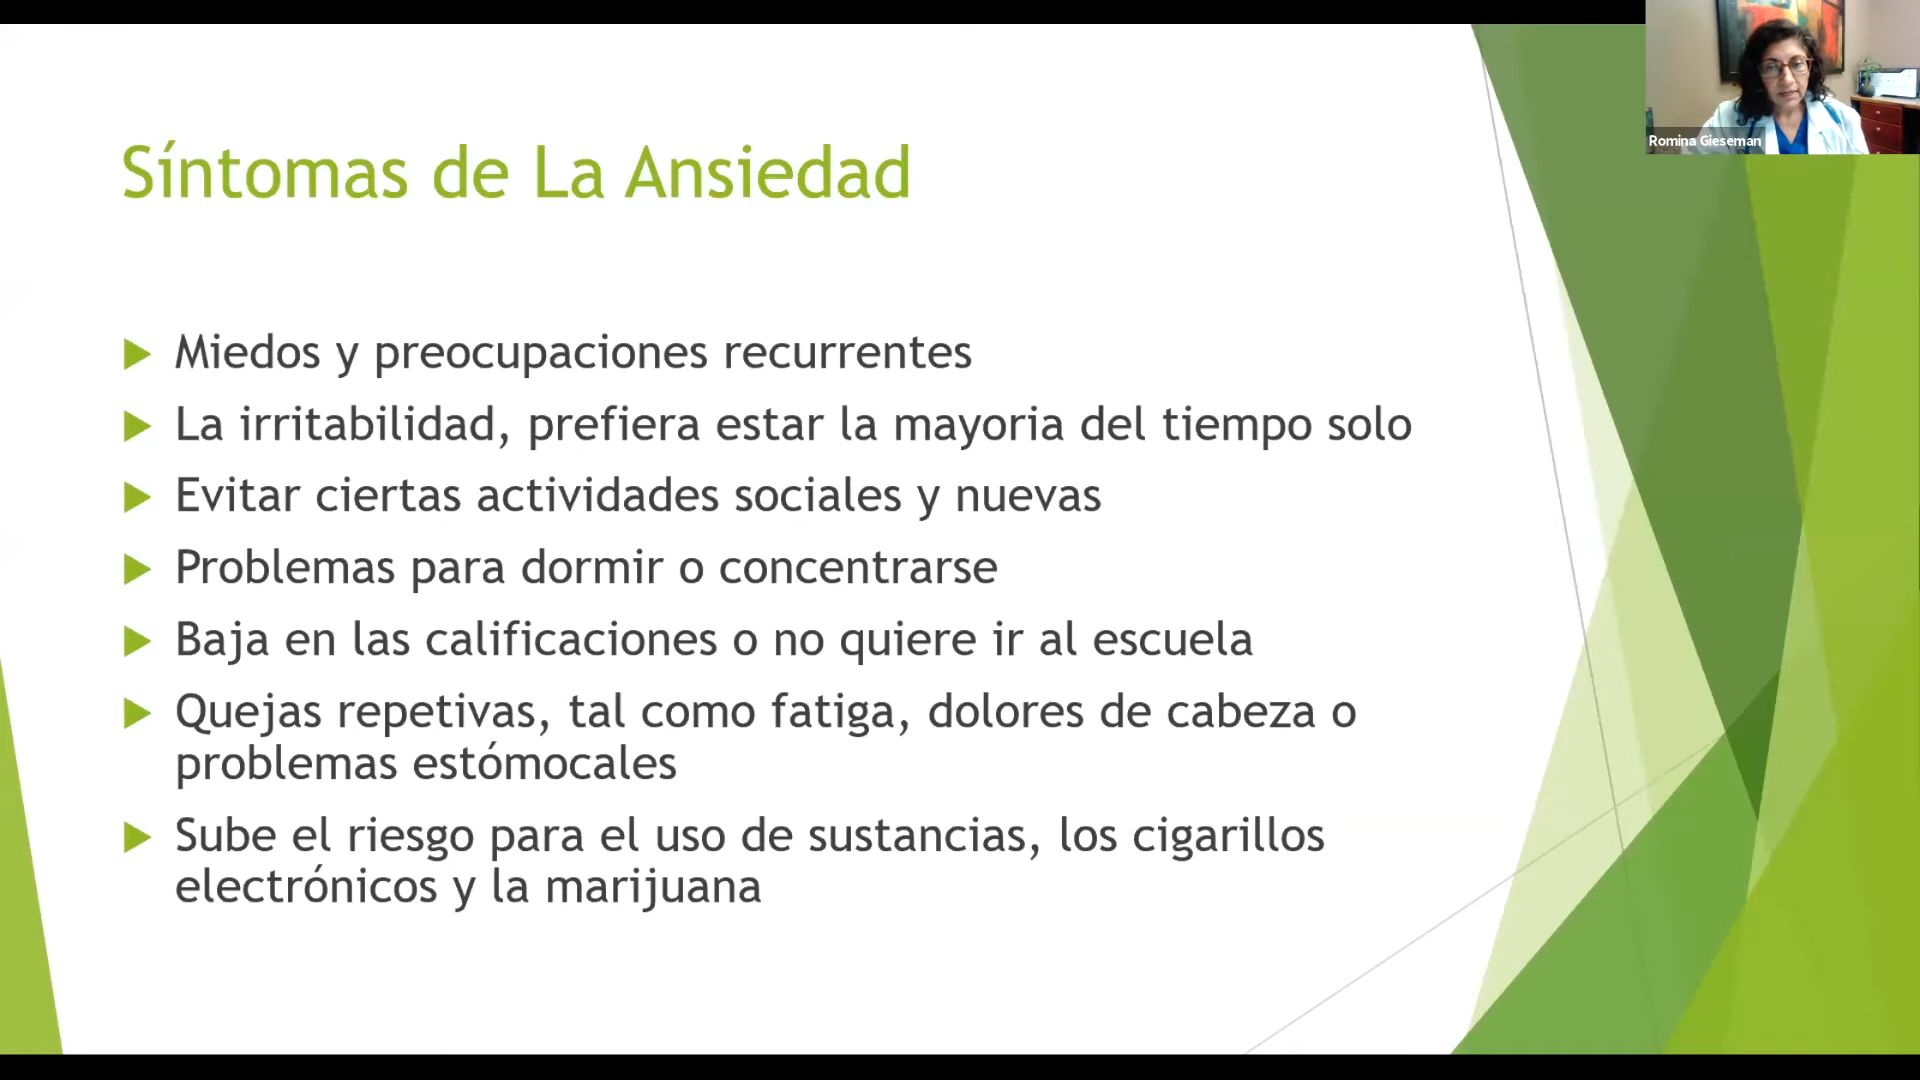 Romina Gieseman
Síntomas de La Ansiedad
Miedos y preocupaciones recurrentes
La irritabilidad, prefiera estar la mayoria del tiempo solo
Evitar ciertas actividades sociales y nuevas
Problemas para dormir o concentrarse
Baja en las calificaciones o no quiere ir al escuela
Quejas repetivas, tal como fatiga, dolores de cabeza o
problemas estómocales
Sube el riesgo para el uso de sustancias, los cigarillos
electrónicos y la marijuana